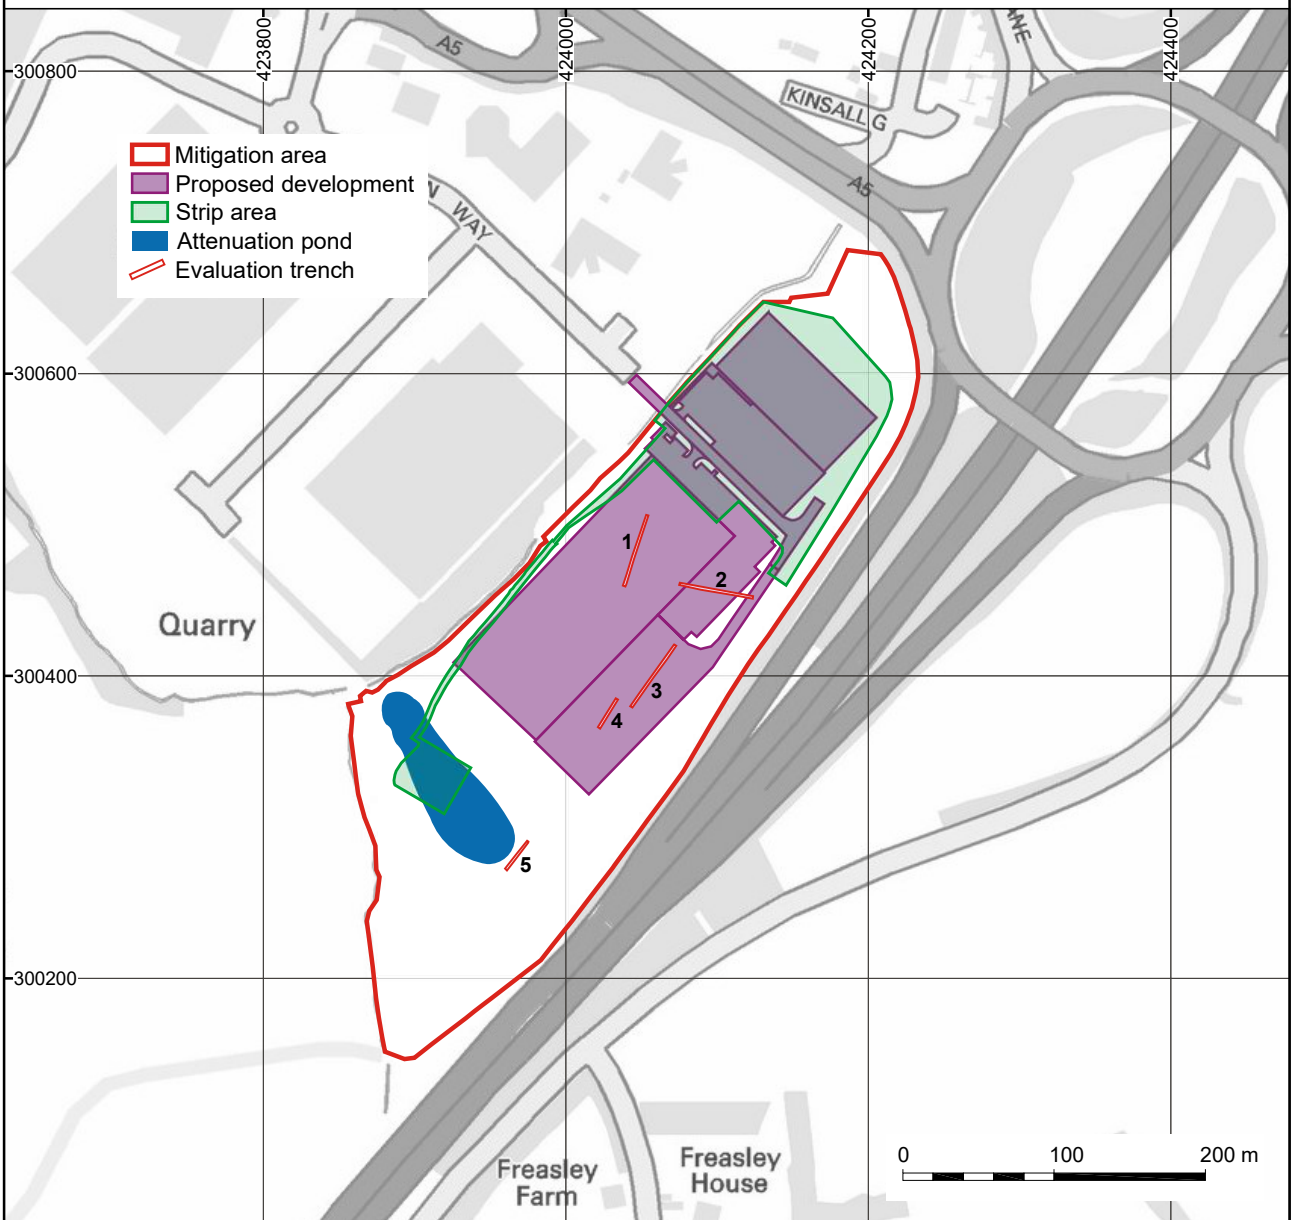 423800
424000
424200
424400
300800
300600
300400
300200
A5
KINSALL G
A5
N WAY
Mitigation area
Proposed development
Strip area
Attenuation pond
Evaluation trench
1
2
3
4
5
Quarry
Freasley
Farm
Freasley
House
0 100 200 m